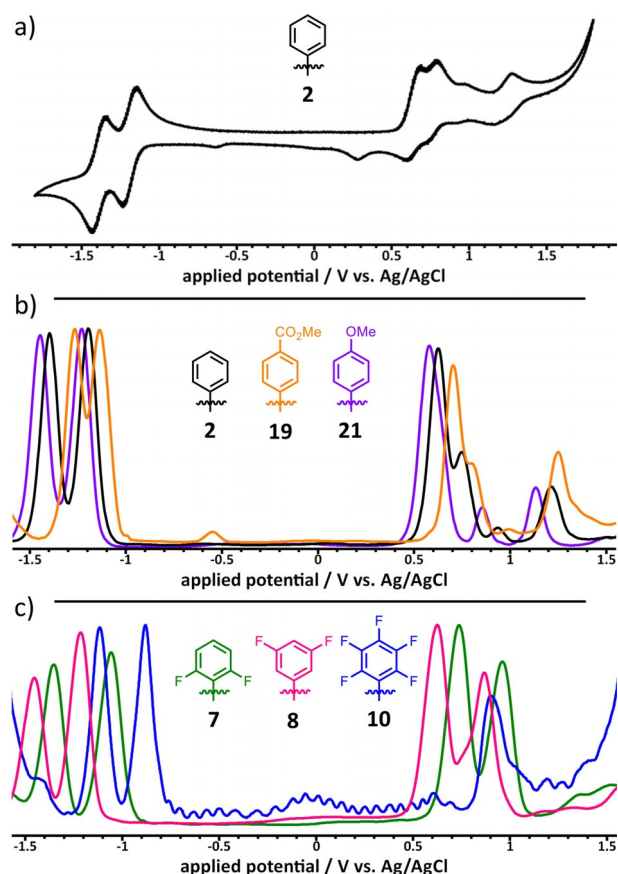 a)
2
-1.5 -1 -0.5 0 0.5 1 1.5
applied potential / V vs. Ag/AgCl
b)
CO₂Me OMe
2 19 21
-1.5 -1 -0.5 0 0.5 1 1.5
applied potential / V vs. Ag/AgCl
c)
F
F F F F
F F F F
7 8 10
-1.5 -1 -0.5 0 0.5 1 1.5
applied potential / V vs. Ag/AgCl